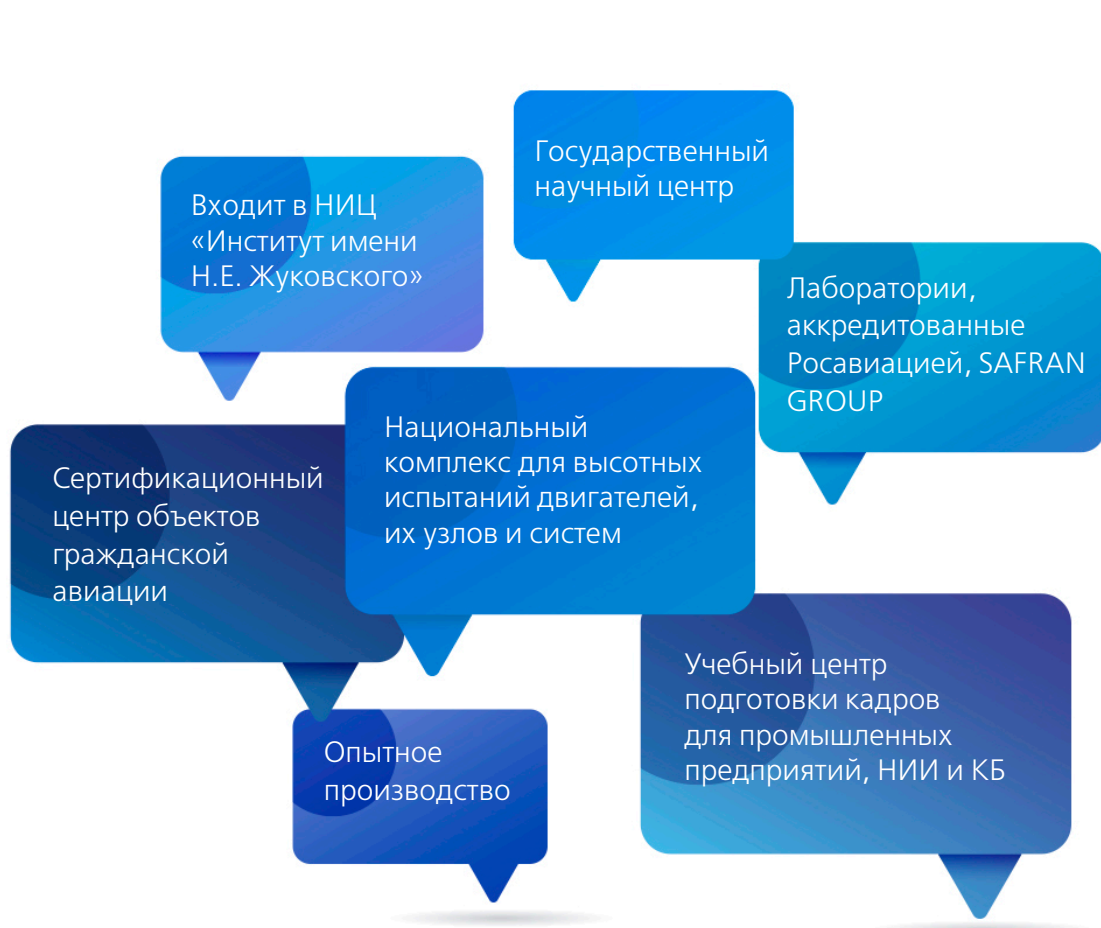 Государственный
научный центр
Входит в НИЦ
«Институт имени
Н.Е. Жуковского»
Лаборатории,
аккредитованные
Росавиацией, SAFRAN
GROUP
Национальный
комплекс для высотных
испытаний двигателей,
их узлов и систем
Сертификационный
центр объектов
гражданской
авиации
Учебный центр
подготовки кадров
для промышленных
предприятий, НИИ и КБ
Опытное
производство